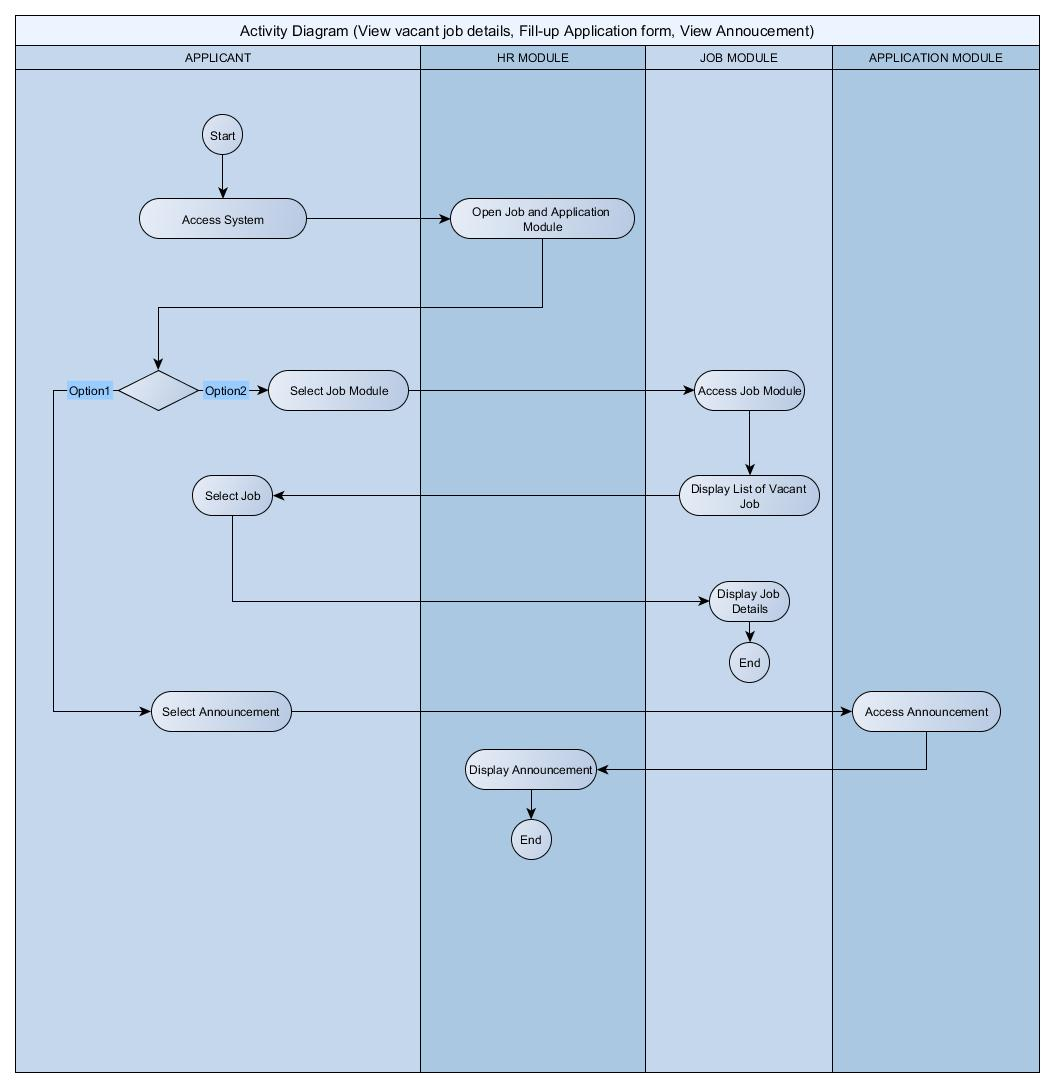 Activity Diagram (View vacant job details, Fill-up Application form, View Annoucement)
APPLICANT
HR MODULE
JOB MODULE
APPLICATION MODULE
Start
Access System
Open Job and Application
Module
Option1
Option2
Select Job Module
Access Job Module
Select Job
Display List of Vacant
Job
Display Job
Details
End
Select Announcement
Access Announcement
Display Announcement
End